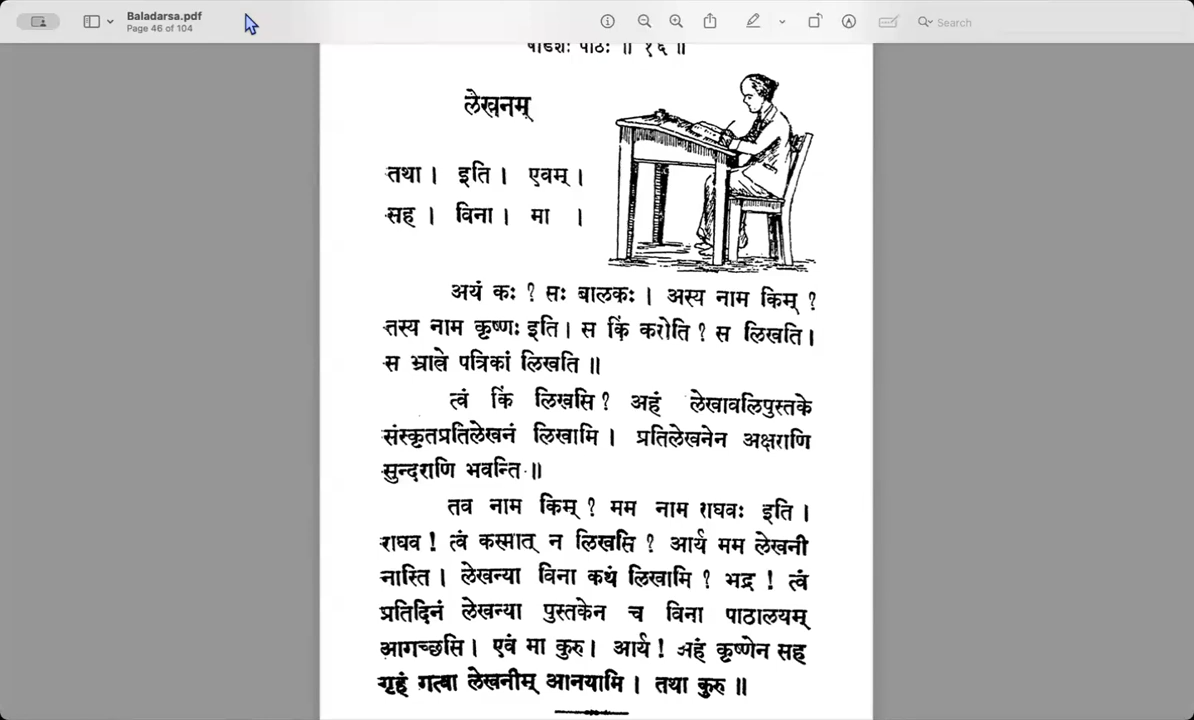 Baladarsa.pdf
Page 46 of 104
Search
षोडशः पाठः ॥ १६ ॥
लेखनम्
तथा । इति । एवम् ।
सह । विना । मा ।
अयं कः ? सः बालकः । अस्य नाम किम् ?
तस्य नाम कृष्णः इति । स किं करोति ? स लिखति ।
स भ्रात्रे पत्रिकां लिखति ॥
त्वं किं लिखसि ? अहं लेखावलिपुस्तके
संस्कृतप्रतिलेखनं लिखामि । प्रतिलेखनेन अक्षराणि
सुन्दराणि भवन्ति ॥
तव नाम किम् ? मम नाम राघवः इति ।
राघव ! त्वं कस्मात् न लिखसि ? आर्य मम लेखनी
नास्ति । लेखन्या विना कथं लिखामि ? भद्र ! त्वं
प्रतिदिनं लेखन्या पुस्तकेन च विना पाठालयम्
आगच्छसि । एवं मा कुरु । आर्य ! अहं कृष्णेन सह
गृहं गत्वा लेखनीम् आनयामि । तथा कुरु ॥